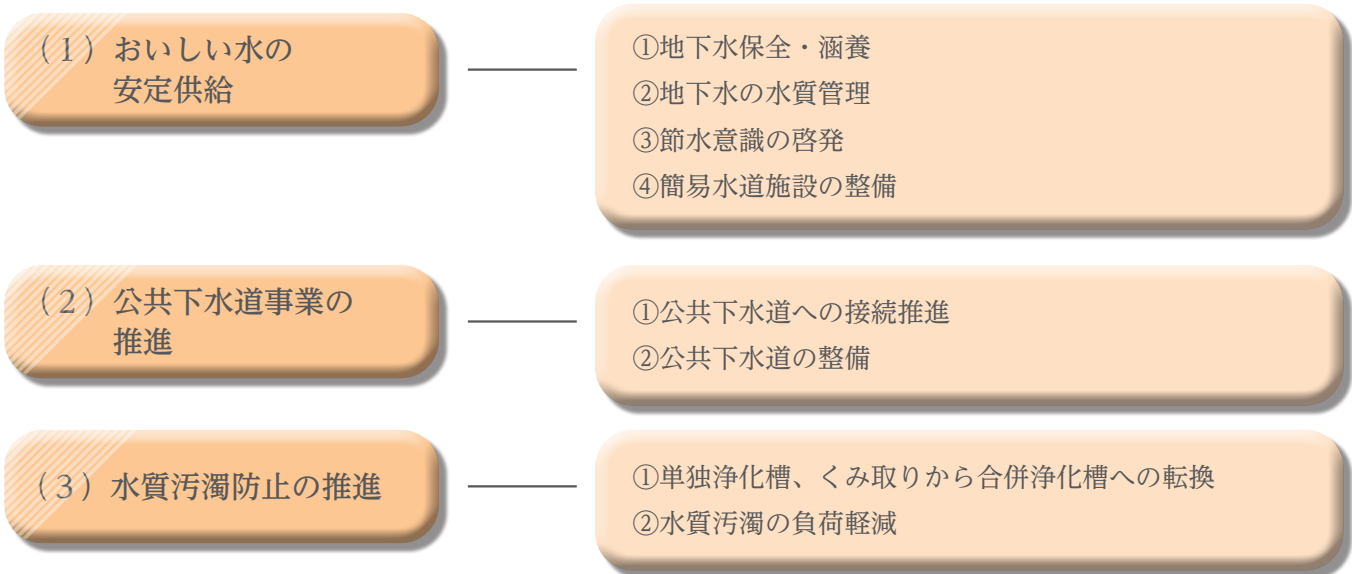 （１）おいしい水の
安定供給
①地下水保全・涵養
②地下水の水質管理
③節水意識の啓発
④簡易水道施設の整備
（２）公共下水道事業の
推進
①公共下水道への接続推進
②公共下水道の整備
（３）水質汚濁防止の推進
①単独浄化槽、くみ取りから合併浄化槽への転換
②水質汚濁の負荷軽減